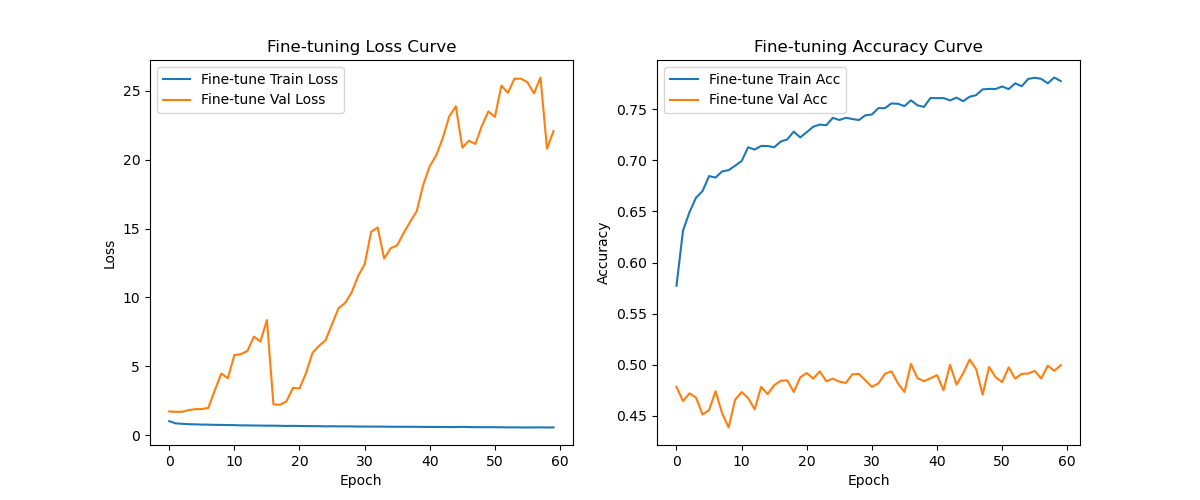 Fine-tuning Loss Curve
Fine-tune Train Loss
Fine-tune Val Loss
25
20
15
10
5
0
Loss
0 10 20 30 40 50 60
Epoch
Fine-tuning Accuracy Curve
Fine-tune Train Acc
Fine-tune Val Acc
0.75
0.70
0.65
0.60
0.55
0.50
0.45
Accuracy
0 10 20 30 40 50 60
Epoch